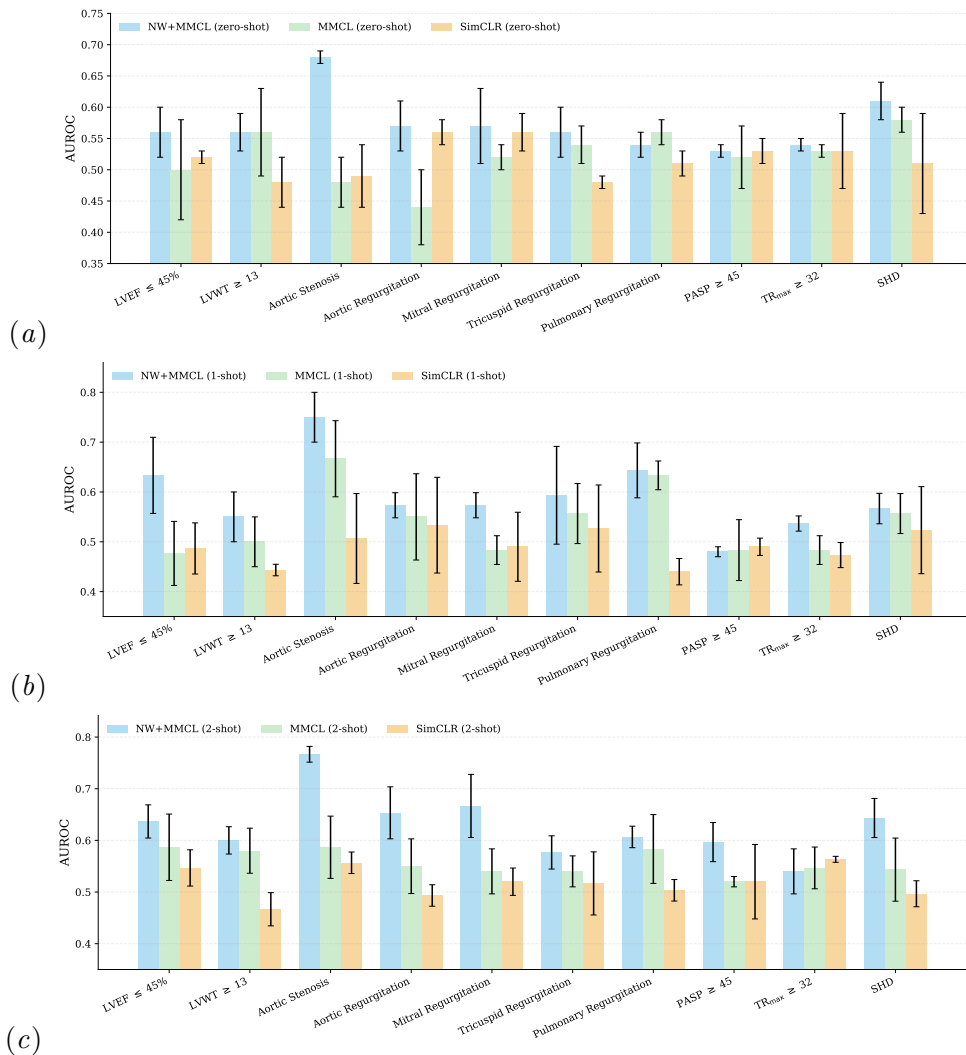 NW+MMCL (zero-shot) MMCL (zero-shot) SimCLR (zero-shot)
AUROC
0.75
0.70
0.65
0.60
0.55
0.50
0.45
0.40
0.35
LVEF ≤ 45% LVWT ≥ 13 Aortic Stenosis Aortic Regurgitation Mitral Regurgitation Tricuspid Regurgitation Pulmonary Regurgitation PASP ≥ 45 TRmax ≥ 32 SHD
(a)
NW+MMCL (1-shot) MMCL (1-shot) SimCLR (1-shot)
AUROC
0.8
0.7
0.6
0.5
0.4
LVEF ≤ 45% LVWT ≥ 13 Aortic Stenosis Aortic Regurgitation Mitral Regurgitation Tricuspid Regurgitation Pulmonary Regurgitation PASP ≥ 45 TRmax ≥ 32 SHD
(b)
NW+MMCL (2-shot) MMCL (2-shot) SimCLR (2-shot)
AUROC
0.8
0.7
0.6
0.5
0.4
LVEF ≤ 45% LVWT ≥ 13 Aortic Stenosis Aortic Regurgitation Mitral Regurgitation Tricuspid Regurgitation Pulmonary Regurgitation PASP ≥ 45 TRmax ≥ 32 SHD
(c)